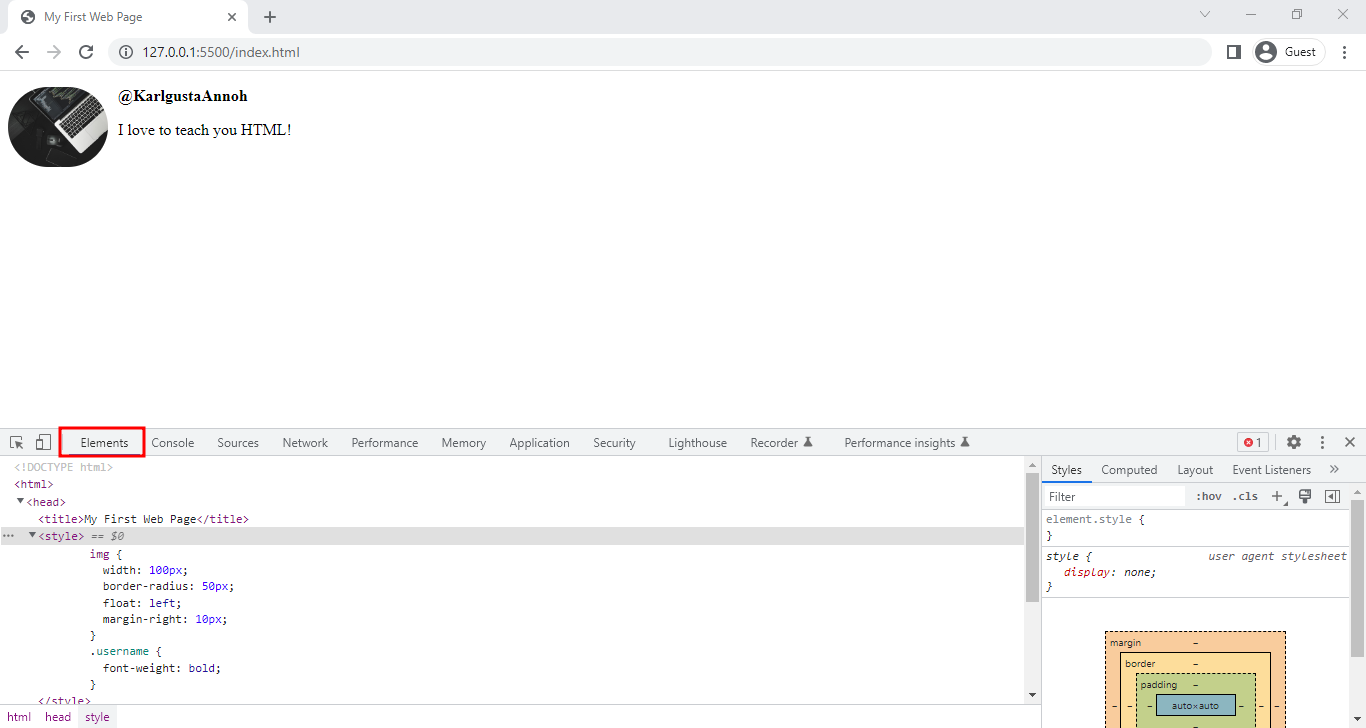 My First Web Page
127.0.0.1:5500/index.html
Guest
@KarlgustaAnnoh
I love to teach you HTML!
Elements Console Sources Network Performance Memory Application Security Lighthouse Recorder Performance insights 1
<!DOCTYPE html>
<html>
<head>
<title>My First Web Page</title>
<style> == $0
img {
width: 100px;
border-radius: 50px;
float: left;
margin-right: 10px;
}
.username {
font-weight: bold;
}
</style>
html head style
Styles Computed Layout Event Listeners »
Filter :hov .cls +
element.style {
}
style { user agent stylesheet
display: none;
}
margin –
border –
padding –
– – – auto×auto – – –
–